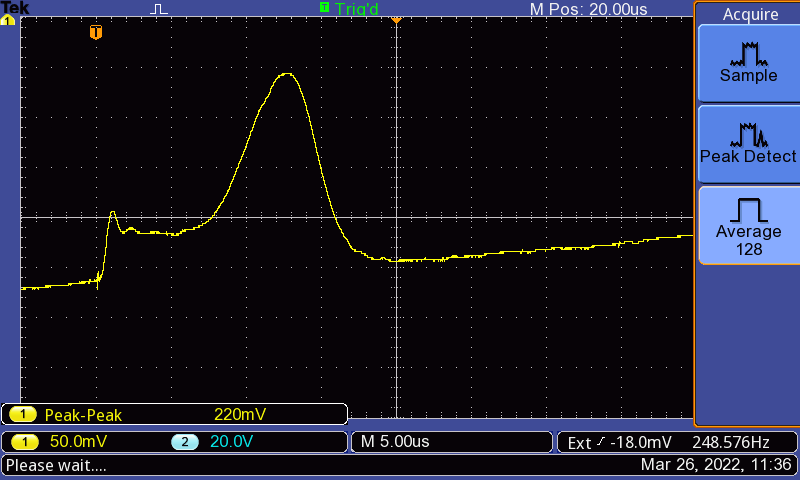 Tek
T Trig'd
M Pos: 20.00us
Acquire
1
T
Sample
Peak Detect
Average
128
1 Peak-Peak 220mV
1 50.0mV 2 20.0V M 5.00us Ext -18.0mV 248.576Hz
Please wait.... Mar 26, 2022, 11:36